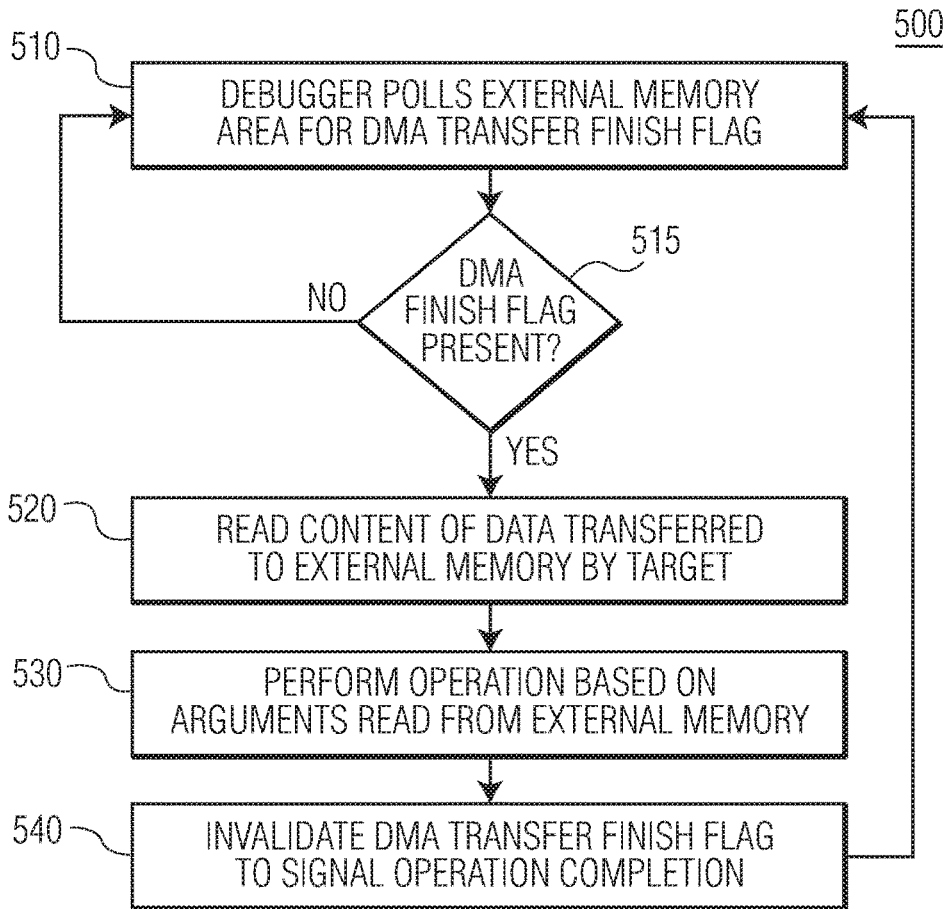 500
510
DEBUGGER POLLS EXTERNAL MEMORY
AREA FOR DMA TRANSFER FINISH FLAG
515
DMA
FINISH FLAG
PRESENT?
NO
YES
520
READ CONTENT OF DATA TRANSFERRED
TO EXTERNAL MEMORY BY TARGET
530
PERFORM OPERATION BASED ON
ARGUMENTS READ FROM EXTERNAL MEMORY
540
INVALIDATE DMA TRANSFER FINISH FLAG
TO SIGNAL OPERATION COMPLETION